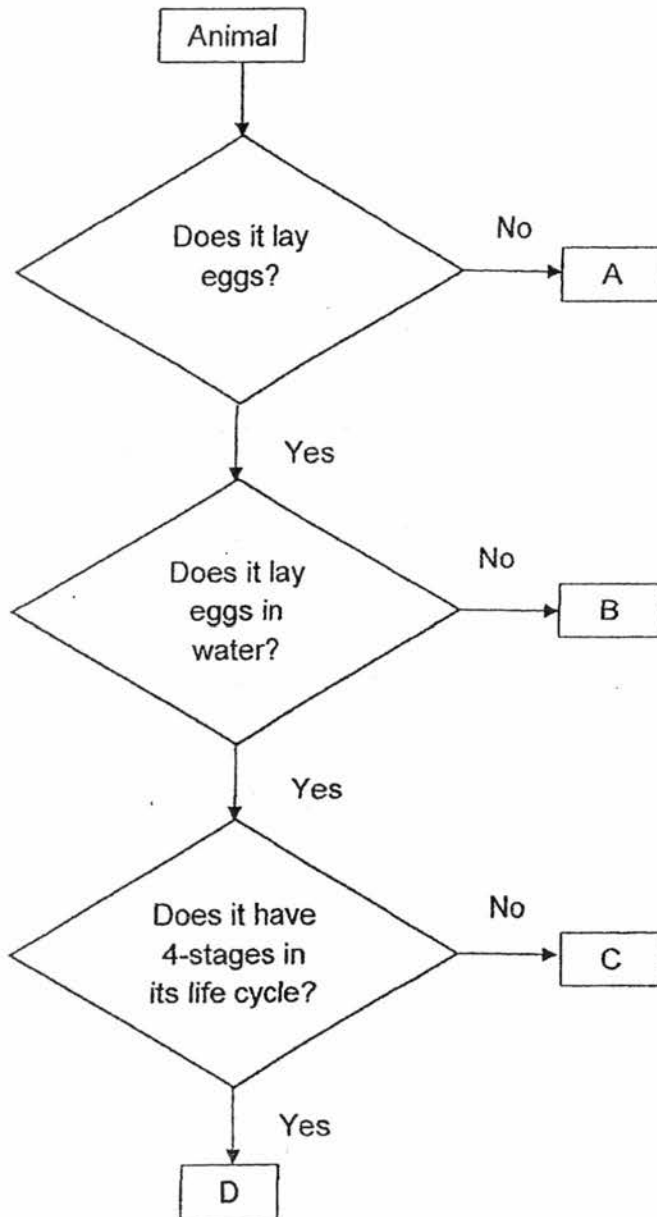 Animal
Does it lay
eggs?
No
A
Yes
Does it lay
eggs in
water?
No
B
Yes
Does it have
4-stages in
its life cycle?
No
C
Yes
D